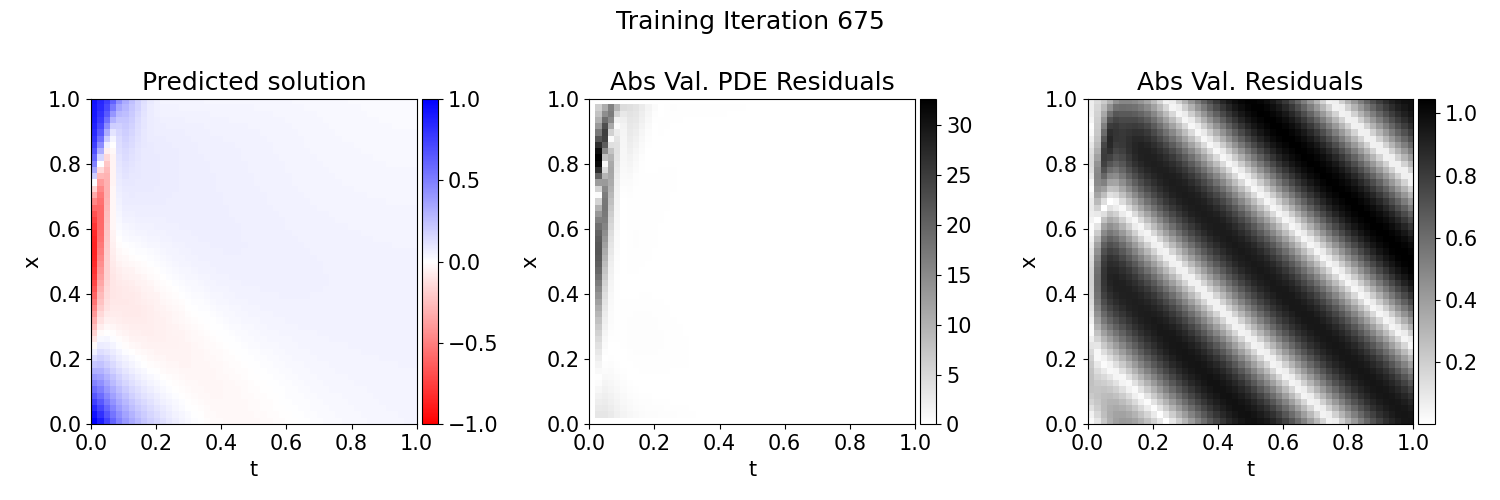 Training Iteration 675
Predicted solution
1.0
0.8
0.6
0.4
0.2
0.0
x
0.0 0.2 0.4 0.6 0.8 1.0
t
1.0
0.5
0.0
−0.5
−1.0
Abs Val. PDE Residuals
1.0
0.8
0.6
0.4
0.2
0.0
x
0.0 0.2 0.4 0.6 0.8 1.0
t
30
25
20
15
10
5
0
Abs Val. Residuals
1.0
0.8
0.6
0.4
0.2
0.0
x
0.0 0.2 0.4 0.6 0.8 1.0
t
1.0
0.8
0.6
0.4
0.2